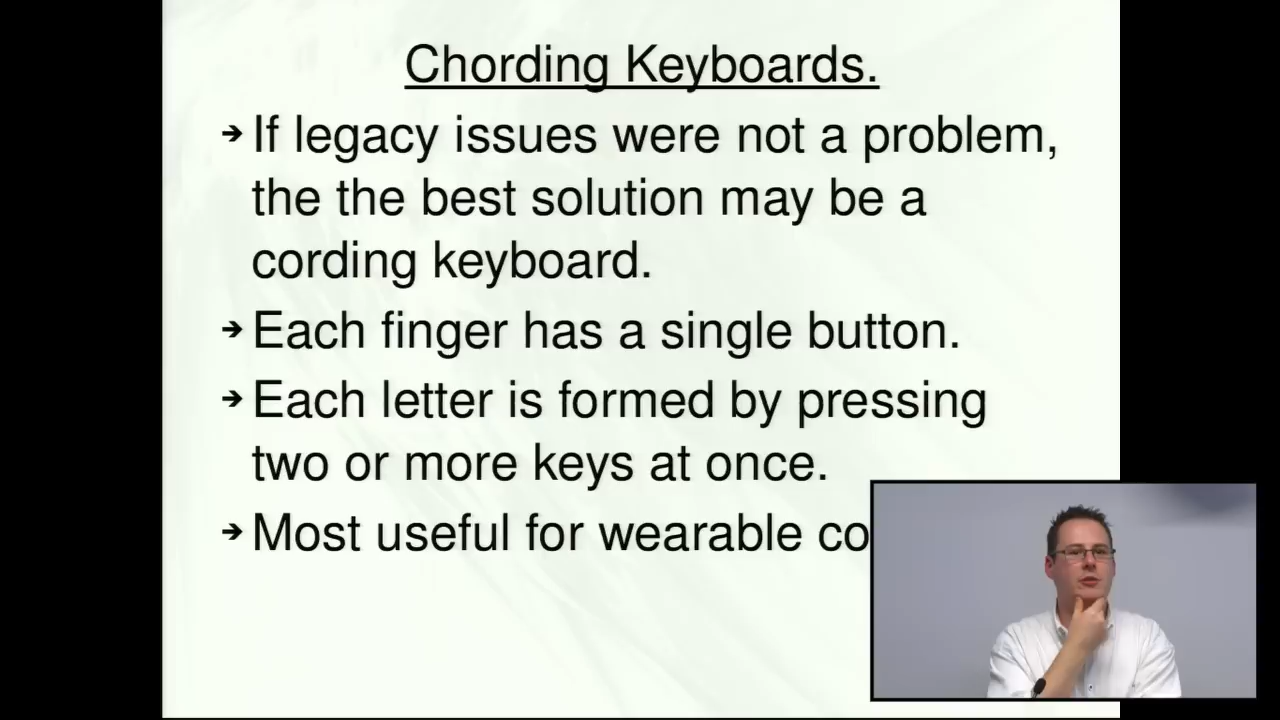 Chording Keyboards.
➔ If legacy issues were not a problem,
the the best solution may be a
cording keyboard.
➔ Each finger has a single button.
➔ Each letter is formed by pressing
two or more keys at once.
➔ Most useful for wearable co